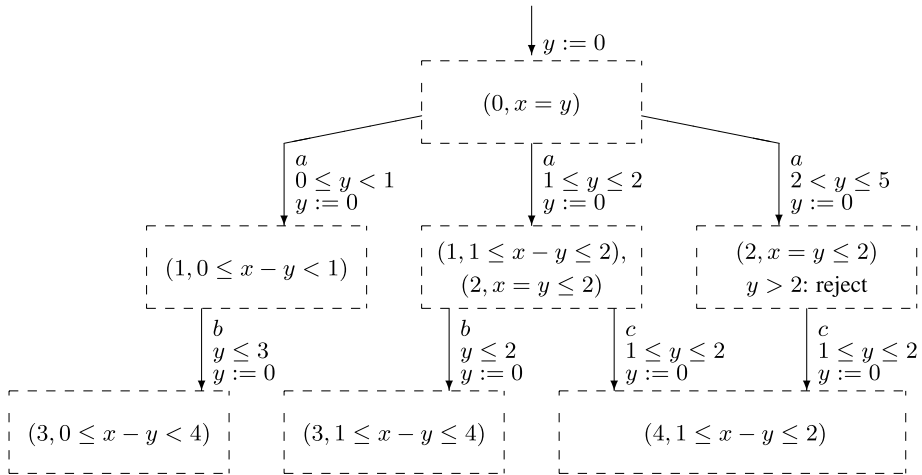 y := 0
(0, x = y)
a
0 ≤ y < 1
y := 0
a
1 ≤ y ≤ 2
y := 0
a
2 < y ≤ 5
y := 0
(1, 0 ≤ x − y < 1)
(1, 1 ≤ x − y ≤ 2),
(2, x = y ≤ 2)
(2, x = y ≤ 2)
y > 2: reject
b
y ≤ 3
y := 0
b
y ≤ 2
y := 0
c
1 ≤ y ≤ 2
y := 0
c
1 ≤ y ≤ 2
y := 0
(3, 0 ≤ x − y < 4)
(3, 1 ≤ x − y ≤ 4)
(4, 1 ≤ x − y ≤ 2)